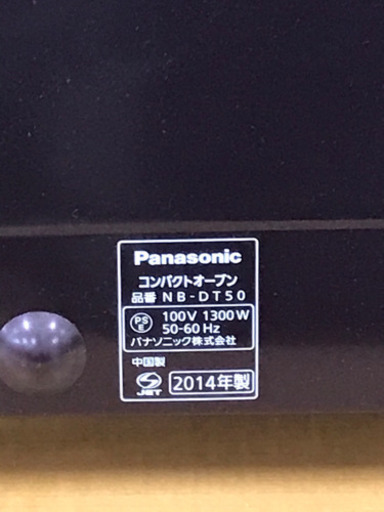 Panasonic
コンパクトオーブン
品番 NB-DT50
PS E 100V 1300W
50-60 Hz
パナソニック株式会社
中国製
S JET 2014年製